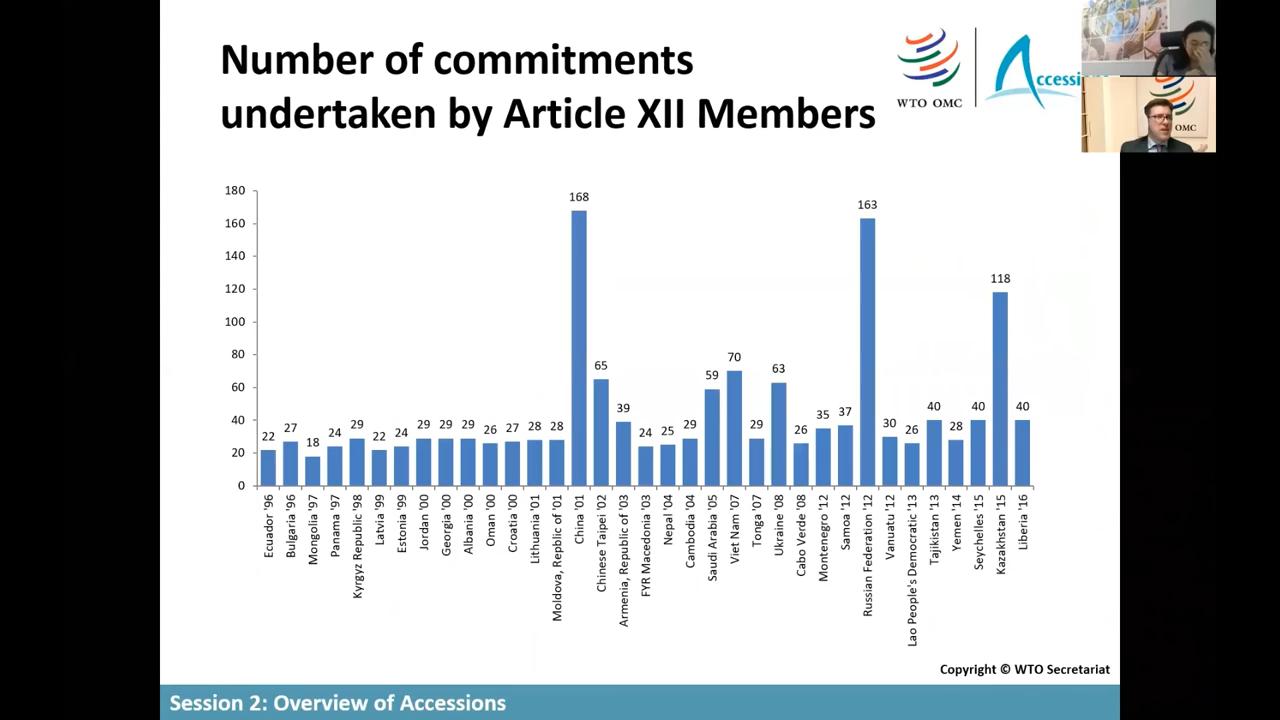 Number of commitments
undertaken by Article XII Members
WTO OMC
Accessi
OMC
180
160
140
120
100
80
60
40
20
0
22
27
18
24
29
22
24
29
29
29
26
27
28
28
168
65
39
24
25
29
59
70
29
63
26
35
37
163
30
26
40
28
40
118
40
Ecuador '96
Bulgaria '96
Mongolia '97
Panama '97
Kyrgyz Republic '98
Latvia '99
Estonia '99
Jordan '00
Georgia '00
Albania '00
Oman '00
Croatia '00
Lithuania '01
Moldova, Repblic of '01
China '01
Chinese Taipei '02
Armenia, Republic of '03
FYR Macedonia '03
Nepal '04
Cambodia '04
Saudi Arabia '05
Viet Nam '07
Tonga '07
Ukraine '08
Cabo Verde '08
Montenegro '12
Samoa '12
Russian Federation '12
Vanuatu '12
Lao People's Democratic '13
Tajikistan '13
Yemen '14
Seychelles '15
Kazakhstan '15
Liberia '16
Copyright © WTO Secretariat
Session 2: Overview of Accessions